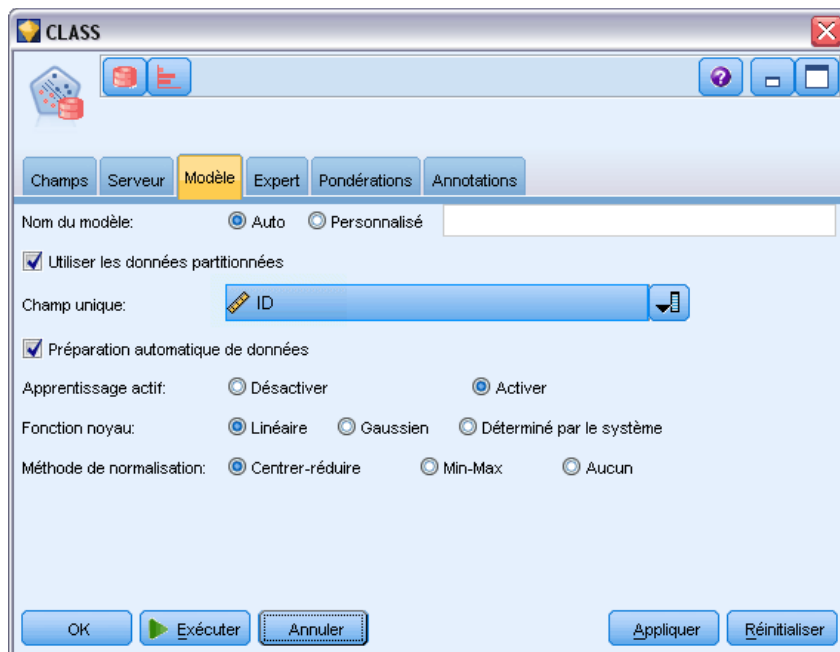 CLASS
Champs Serveur Modèle Expert Pondérations Annotations
Nom du modèle: Auto Personnalisé
Utiliser les données partitionnées
Champ unique: ID
Préparation automatique de données
Apprentissage actif: Désactiver Activer
Fonction noyau: Linéaire Gaussien Déterminé par le système
Méthode de normalisation: Centrer-réduire Min-Max Aucun
OK Exécuter Annuler Appliquer Réinitialiser